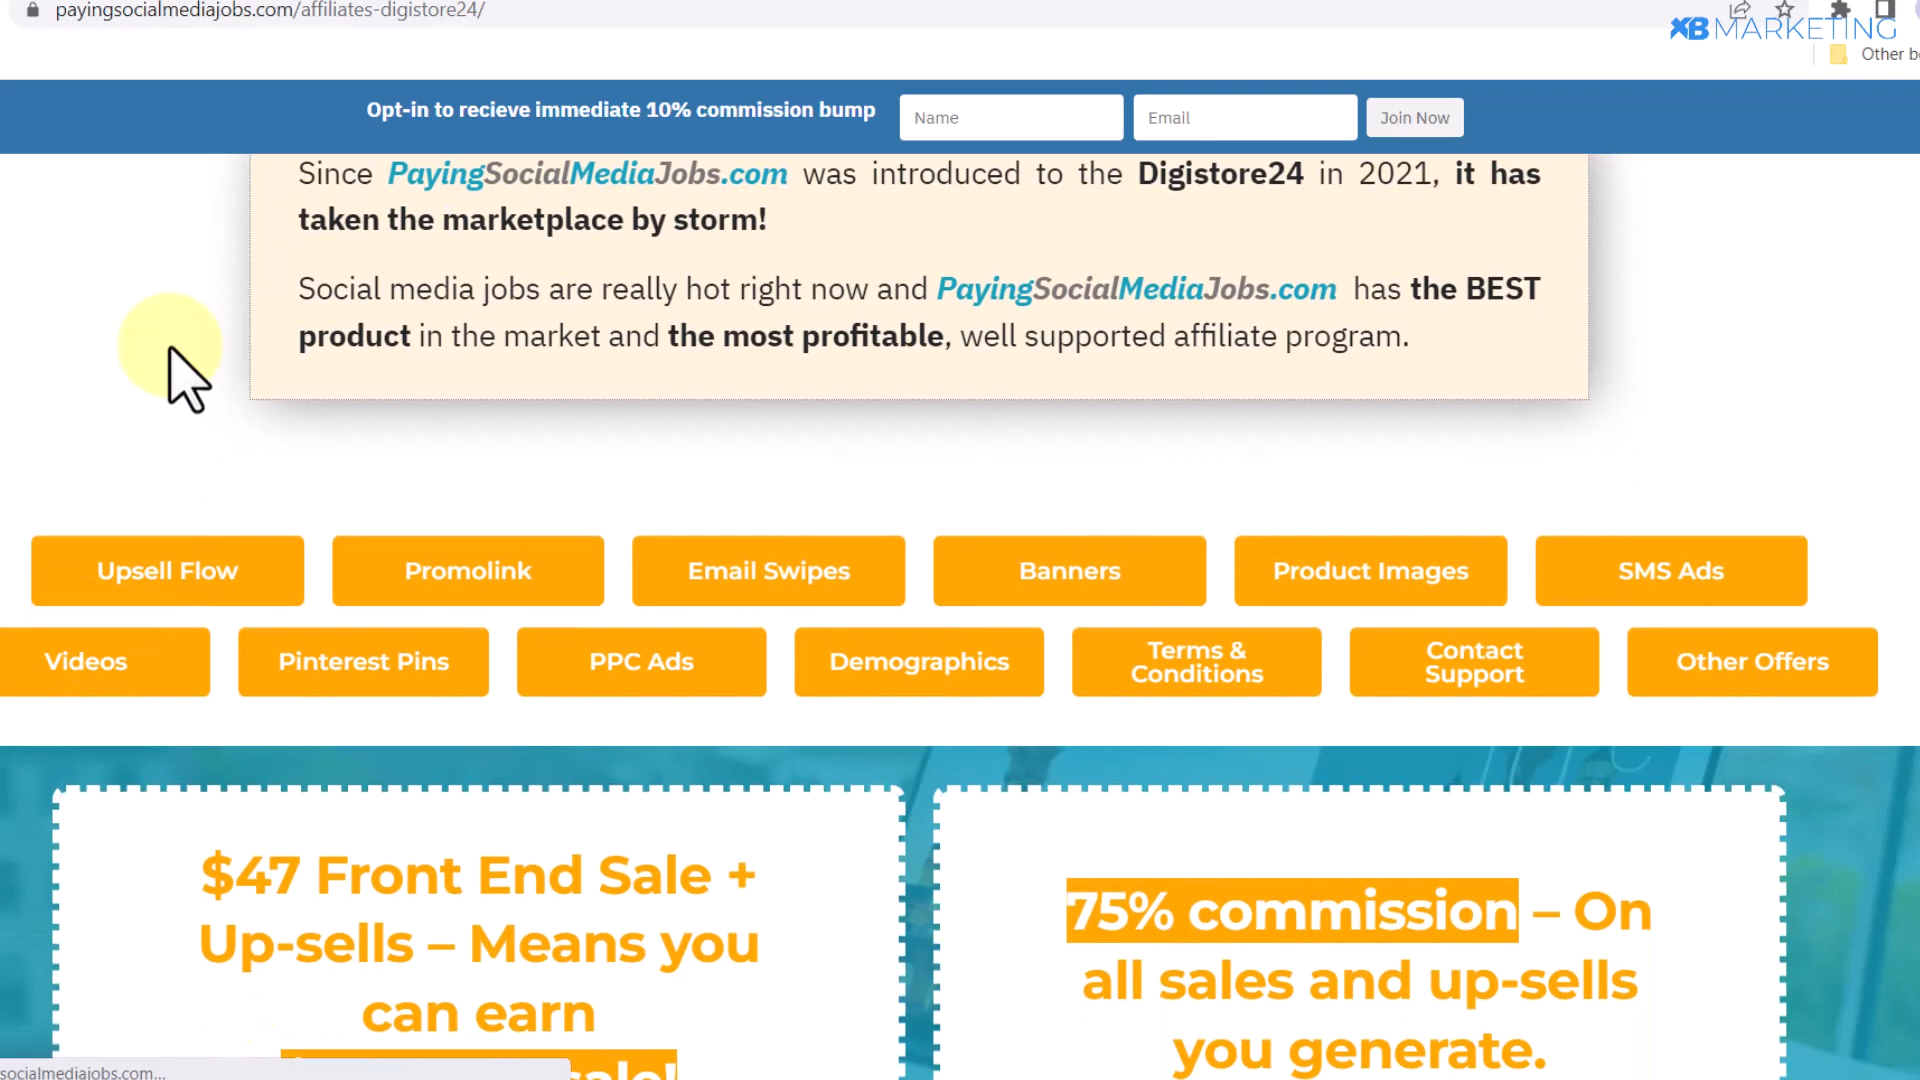 payingsocialmediajobs.com/affiliates-digistore24/
XB MARKETING
Other b
Opt-in to recieve immediate 10% commission bump
Name
Email
Join Now
Since PayingSocialMediaJobs.com was introduced to the Digistore24 in 2021, it has
taken the marketplace by storm!
Social media jobs are really hot right now and PayingSocialMediaJobs.com has the BEST
product in the market and the most profitable, well supported affiliate program.
Upsell Flow
Promolink
Email Swipes
Banners
Product Images
SMS Ads
Videos
Pinterest Pins
PPC Ads
Demographics
Terms &
Conditions
Contact
Support
Other Offers
$47 Front End Sale +
Up-sells – Means you
can earn
sale!
75% commission – On
all sales and up-sells
you generate.
socialmediajobs.com...